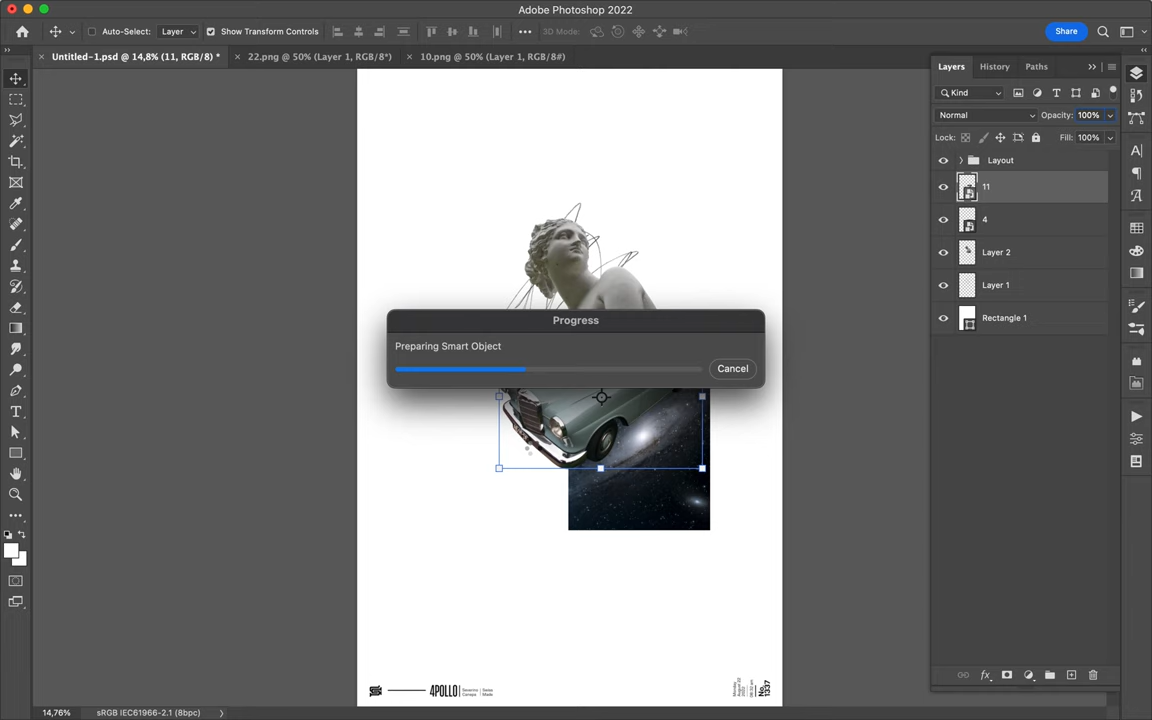 Adobe Photoshop 2022
Auto-Select: Layer Show Transform Controls 3D Mode: Share
Untitled-1.psd @ 14,8% (11, RGB/8) * 22.png @ 50% (Layer 1, RGB/8*) 10.png @ 50% (Layer 1, RGB/8#)
Layers History Paths
Kind
Normal Opacity: 100%
Lock: Fill: 100%
Layout
11
4
Layer 2
Layer 1
Rectangle 1
Progress
Preparing Smart Object
Cancel
4POLLO
No. 1337
14,76% sRGB IEC61966-2.1 (8bpc)